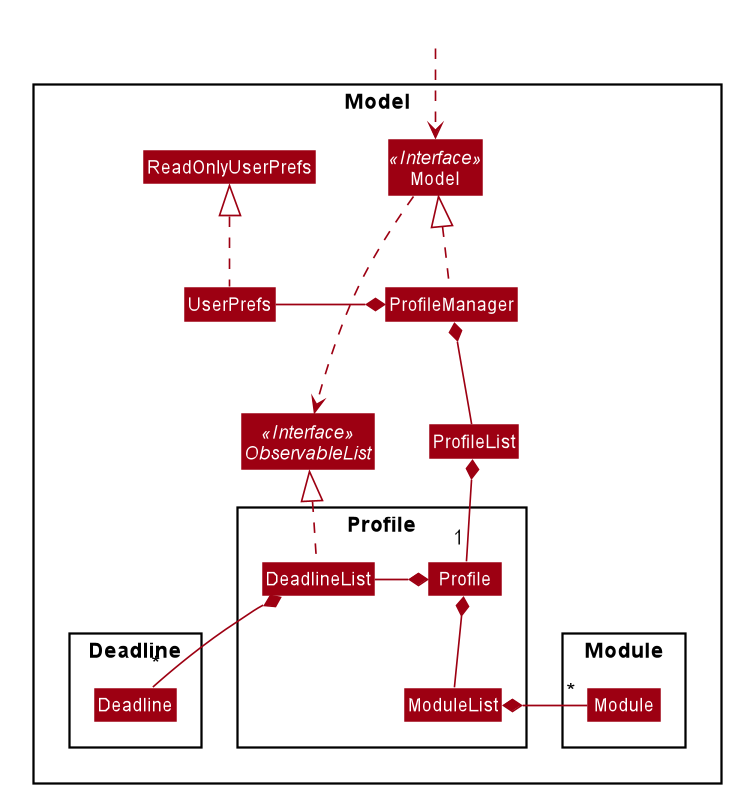 Model
«Interface»
Model
ReadOnlyUserPrefs
UserPrefs
ProfileManager
«Interface»
ObservableList
ProfileList
Profile
1
DeadlineList
Profile
Deadline
*
Deadline
ModuleList
Module
*
Module